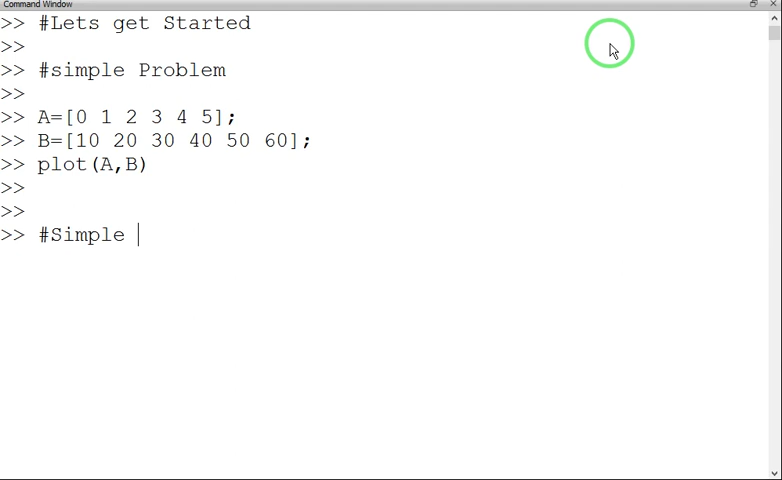 Command Window
>> #Lets get Started
>>
>> #simple Problem
>>
>> A=[0 1 2 3 4 5];
>> B=[10 20 30 40 50 60];
>> plot(A,B)
>>
>>
>> #Simple